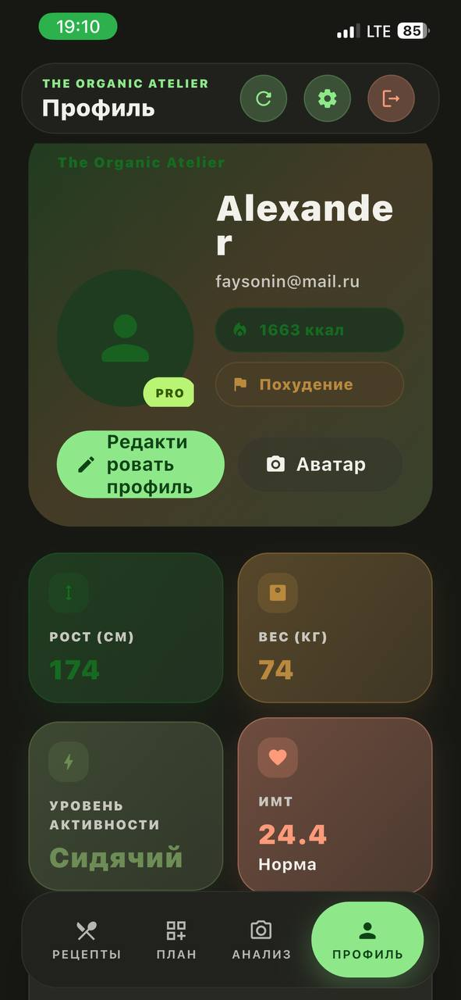 19:10
LTE 85
THE ORGANIC ATELIER
Профиль
The Organic Atelier
Alexande
r
faysonin@mail.ru
1663 ккал
Похудение
PRO
Редакти
ровать
профиль
Аватар
РОСТ (СМ)
174
ВЕС (КГ)
74
УРОВЕНЬ
АКТИВНОСТИ
Сидячий
ИМТ
24.4
Норма
РЕЦЕПТЫ
ПЛАН
АНАЛИЗ
ПРОФИЛЬ